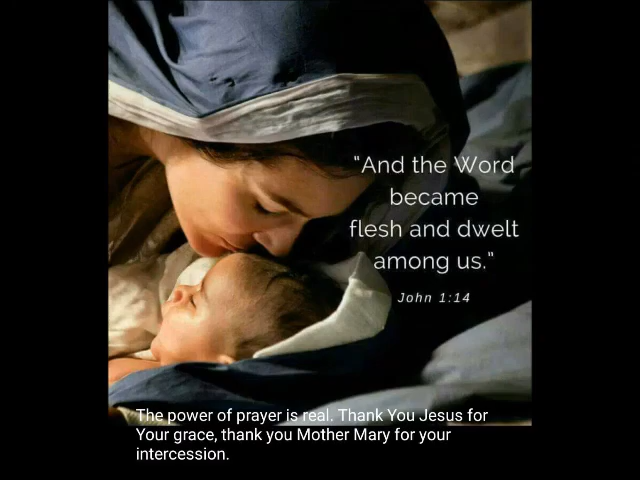 "And the Word
became
flesh and dwelt
among us."
John 1:14
The power of prayer is real. Thank You Jesus for
Your grace, thank you Mother Mary for your
intercession.